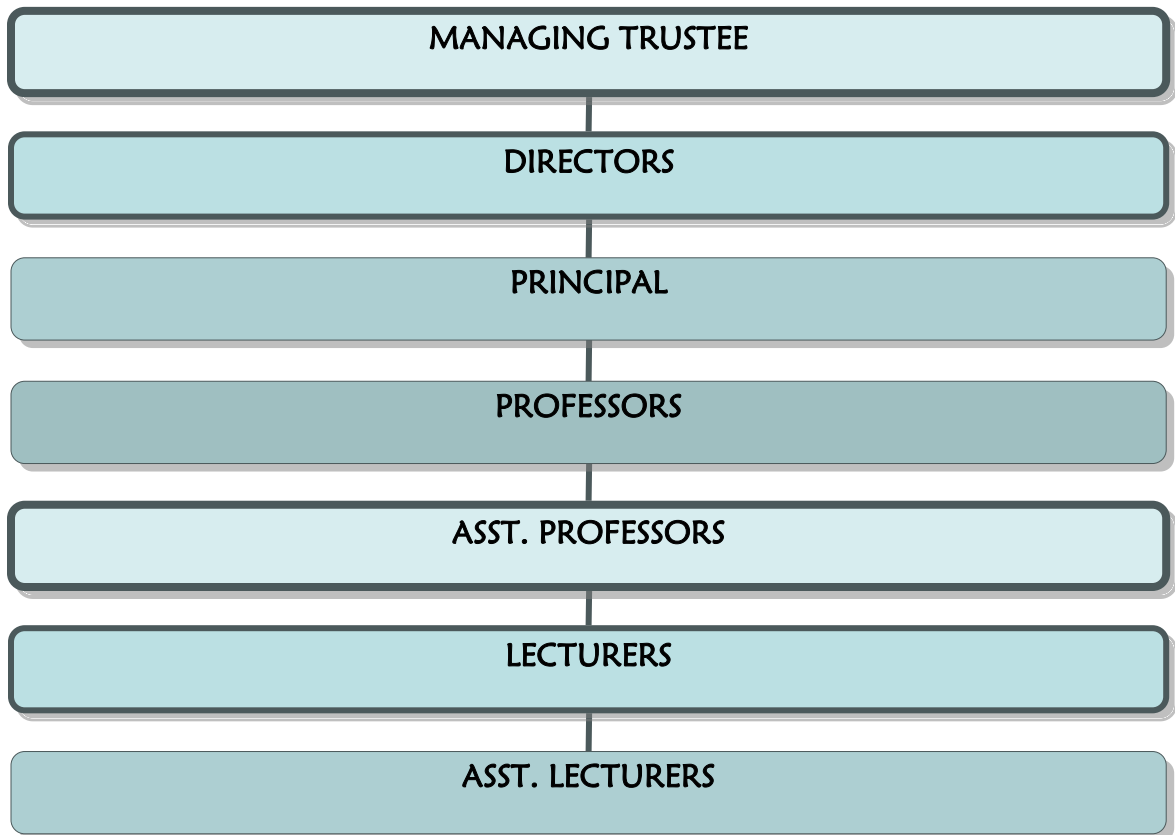 MANAGING TRUSTEE
DIRECTORS
PRINCIPAL
PROFESSORS
ASST. PROFESSORS
LECTURERS
ASST. LECTURERS